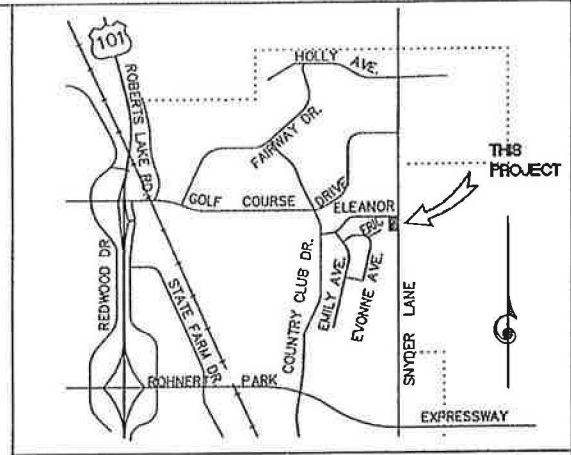 101
ROBERTS LAKE RD.
HOLLY AVE.
FAIRWAY DR.
THIS
PROJECT
GOLF COURSE DRIVE
ELEANOR
ERIC
REDWOOD DR
STATE FARM DR.
COUNTRY CLUB DR.
EMILY AVE.
EVONNE AVE.
SNYDER LANE
ROHNERT PARK
EXPRESSWAY